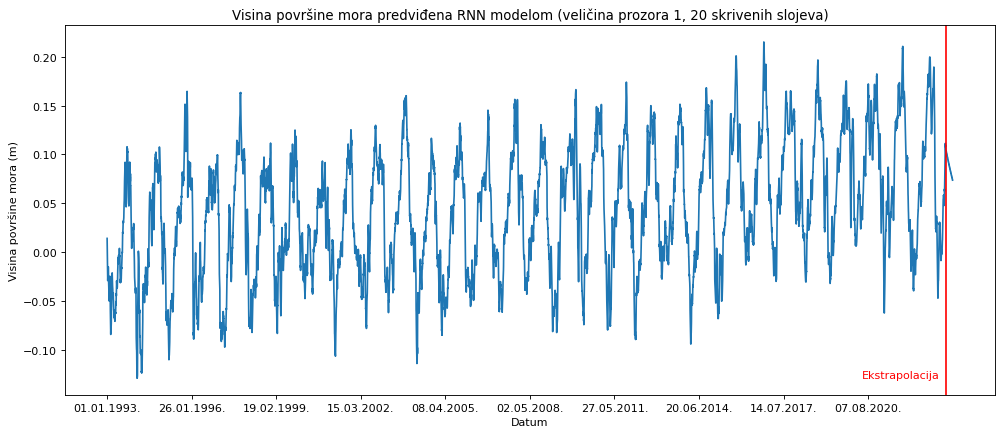 Visina površine mora predviđena RNN modelom (veličina prozora 1, 20 skrivenih slojeva)
Visina površine mora (m)
0.20
0.15
0.10
0.05
0.00
−0.05
−0.10
Ekstrapolacija
01.01.1993. 26.01.1996. 19.02.1999. 15.03.2002. 08.04.2005. 02.05.2008. 27.05.2011. 20.06.2014. 14.07.2017. 07.08.2020.
Datum